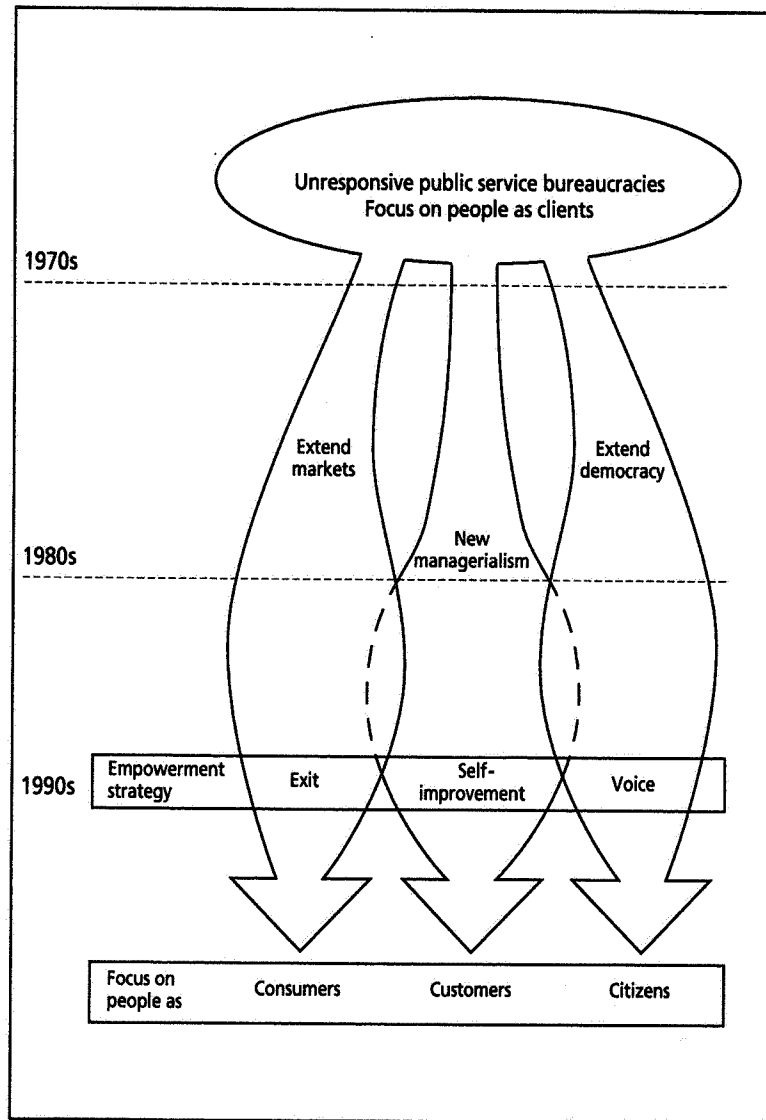 Unresponsive public service bureaucracies
Focus on people as clients
1970s
Extend
markets
Extend
democracy
New
managerialism
1980s
1990s
Empowerment
strategy
Exit
Self-
improvement
Voice
Focus on
people as
Consumers
Customers
Citizens